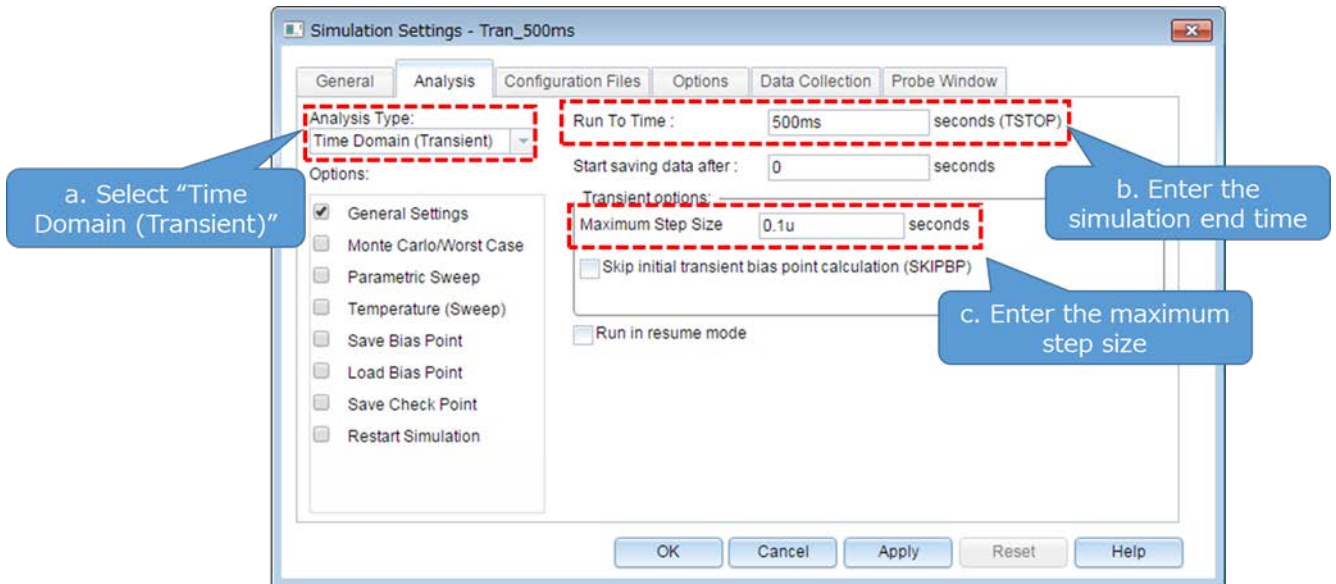 Simulation Settings - Tran_500ms
General
Analysis
Configuration Files
Options
Data Collection
Probe Window
Analysis Type:
Time Domain (Transient)
Options:
General Settings
Monte Carlo/Worst Case
Parametric Sweep
Temperature (Sweep)
Save Bias Point
Load Bias Point
Save Check Point
Restart Simulation
Run To Time : 500ms seconds (TSTOP)
Start saving data after : 0 seconds
Transient options:
Maximum Step Size 0.1u seconds
Skip initial transient bias point calculation (SKIPBP)
Run in resume mode
a. Select “Time
Domain (Transient)”
b. Enter the
simulation end time
c. Enter the maximum
step size
OK
Cancel
Apply
Reset
Help